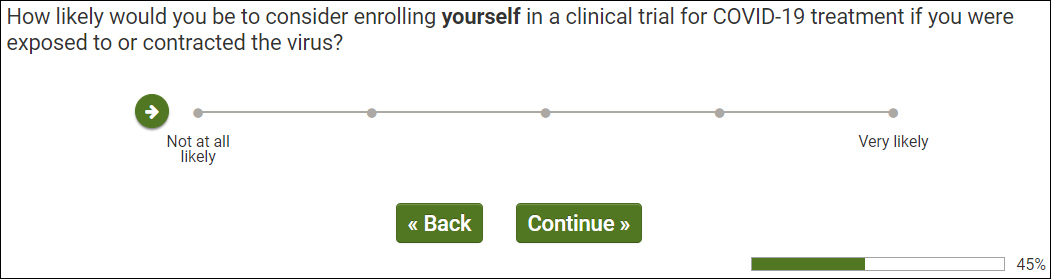 How likely would you be to consider enrolling yourself in a clinical trial for COVID-19 treatment if you were
exposed to or contracted the virus?
Not at all
likely
Very likely
« Back
Continue »
45%